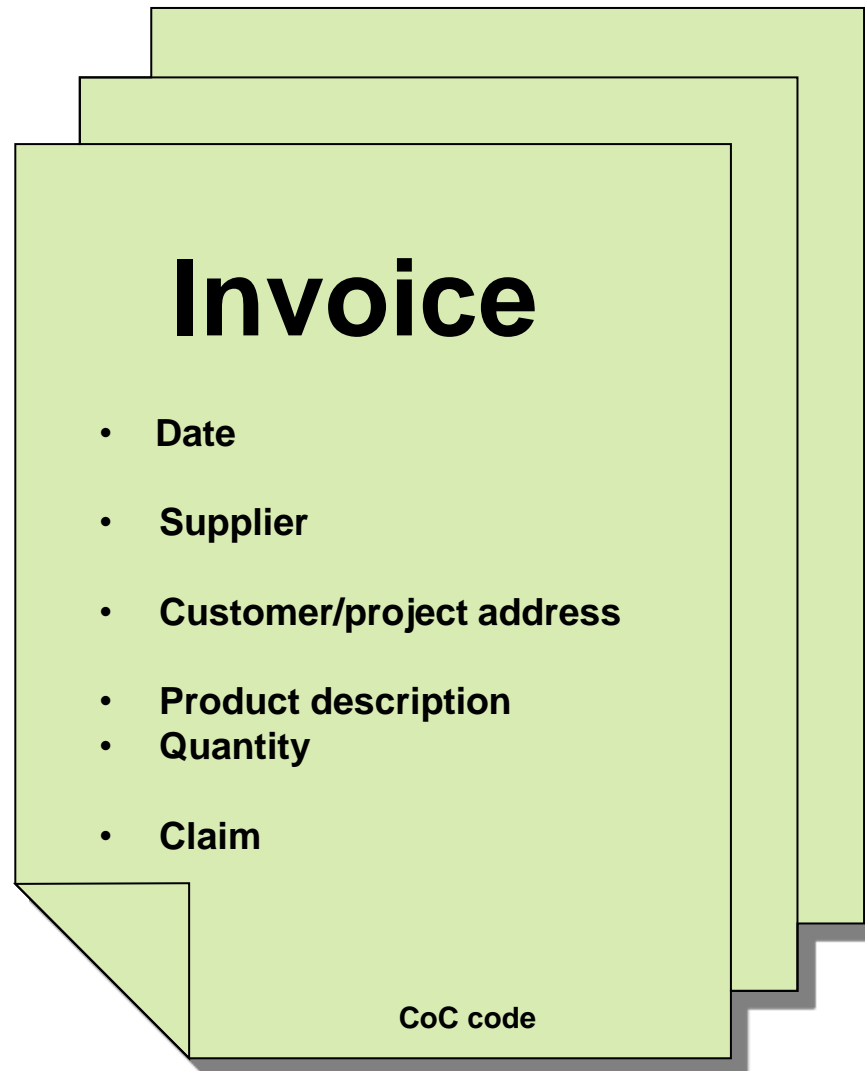 Invoice
• Date
• Supplier
• Customer/project address
• Product description
• Quantity
• Claim
CoC code